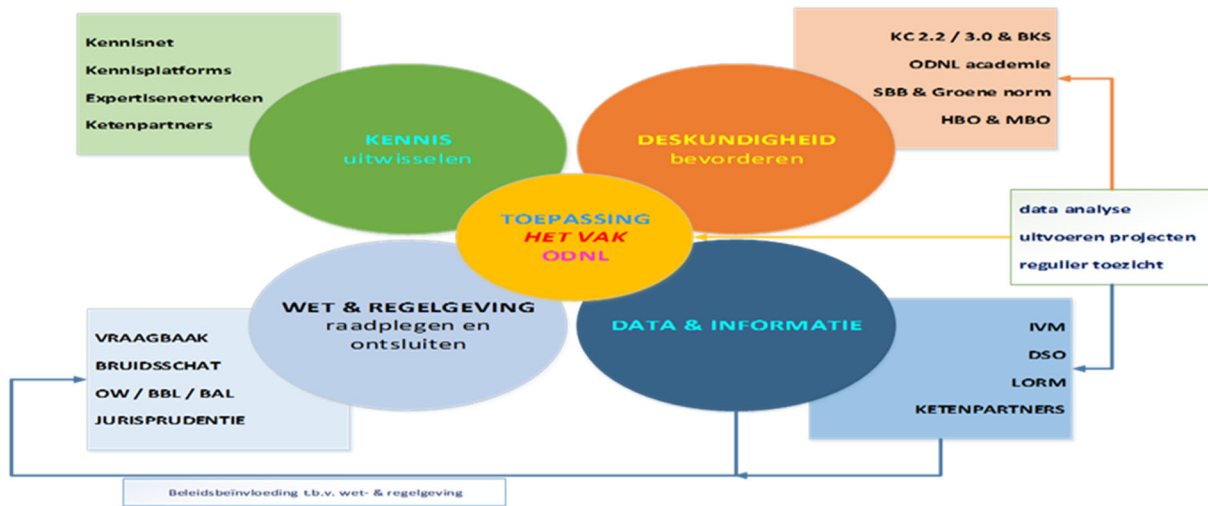 Kennisnet
Kennisplatforms
Expertisenetwerken
Ketenpartners
KENNIS
uitwisselen
DESKUNDIGHEID
bevorderen
KC 2.2 / 3.0 & BKS
ODNL academie
SBB & Groene norm
HBO & MBO
TOEPASSING
HET VAK
ODNL
data analyse
uitvoeren projecten
regulier toezicht
WET & REGELGEVING
raadplegen en
ontsluiten
DATA & INFORMATIE
VRAAGBAAK
BRUIDSSCHAT
OW / BBL / BAL
JURISPRUDENTIE
IVM
DSO
LORM
KETENPARTNERS
Beleidsbeïnvloeding t.b.v. wet- & regelgeving